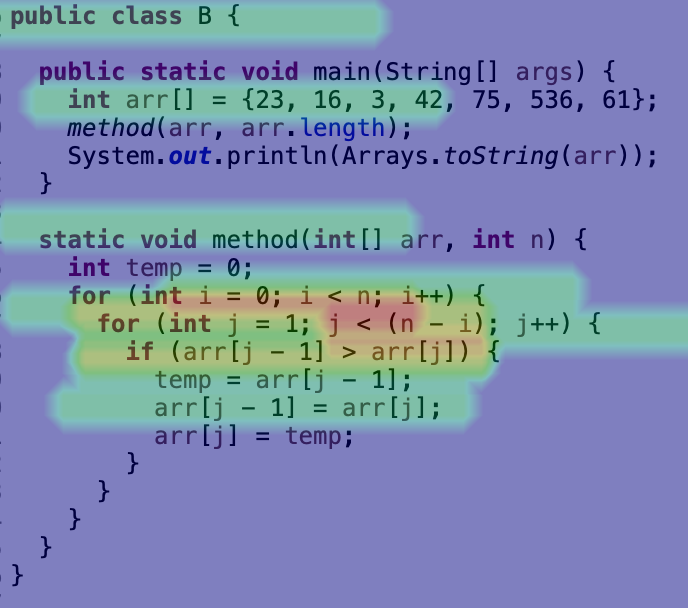 public class B {
public static void main(String[] args) {
int arr[] = {23, 16, 3, 42, 75, 536, 61};
method(arr, arr.length);
System.out.println(Arrays.toString(arr));
}
static void method(int[] arr, int n) {
int temp = 0;
for (int i = 0; i < n; i++) {
for (int j = 1; j < (n - i); j++) {
if (arr[j - 1] > arr[j]) {
temp = arr[j - 1];
arr[j - 1] = arr[j];
arr[j] = temp;
}
}
}
}
}